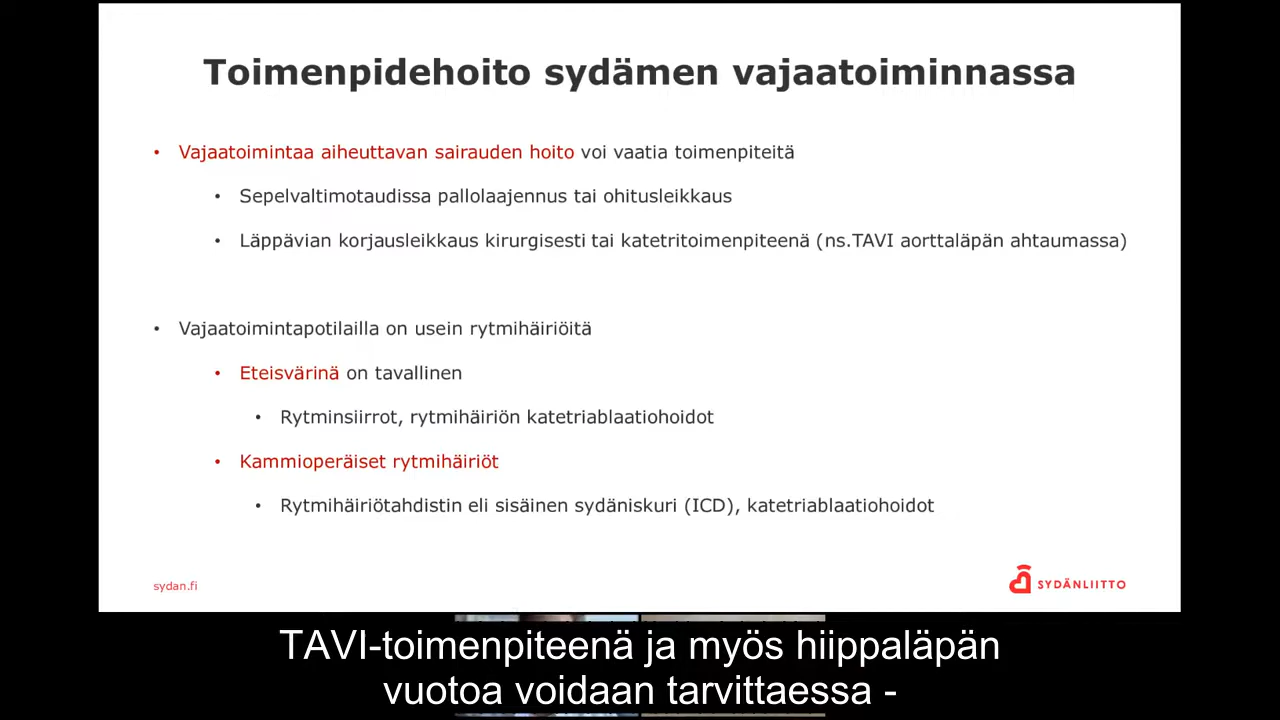 Toimenpidehoito sydämen vajaatoiminnassa
• Vajaatoimintaa aiheuttavan sairauden hoito voi vaatia toimenpiteitä
• Sepelvaltimotaudissa pallolaajennus tai ohitusleikkaus
• Läppävian korjausleikkaus kirurgisesti tai katetritoimenpiteenä (ns.TAVI aorttaläpän ahtaumassa)
• Vajaatoimintapotilailla on usein rytmihäiriöitä
• Eteisvärinä on tavallinen
• Rytminsiirrot, rytmihäiriön katetriablaatiohoidot
• Kammioperäiset rytmihäiriöt
• Rytmihäiriötahdistin eli sisäinen sydäniskuri (ICD), katetriablaatiohoidot
sydan.fi
SYDÄNLIITTO
TAVI-toimenpiteenä ja myös hiippaläpän
vuotoa voidaan tarvittaessa -